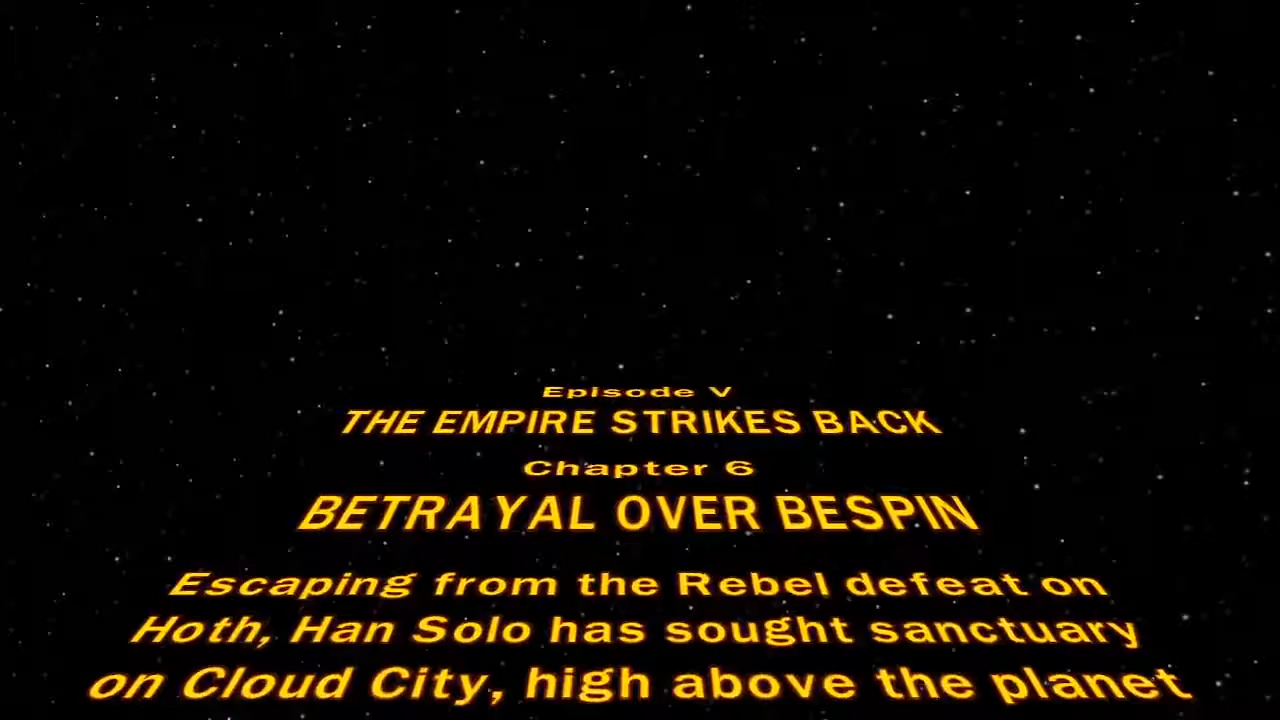 Episode V
THE EMPIRE STRIKES BACK
Chapter 6
BETRAYAL OVER BESPIN
Escaping from the Rebel defeat on
Hoth, Han Solo has sought sanctuary
on Cloud City, high above the planet